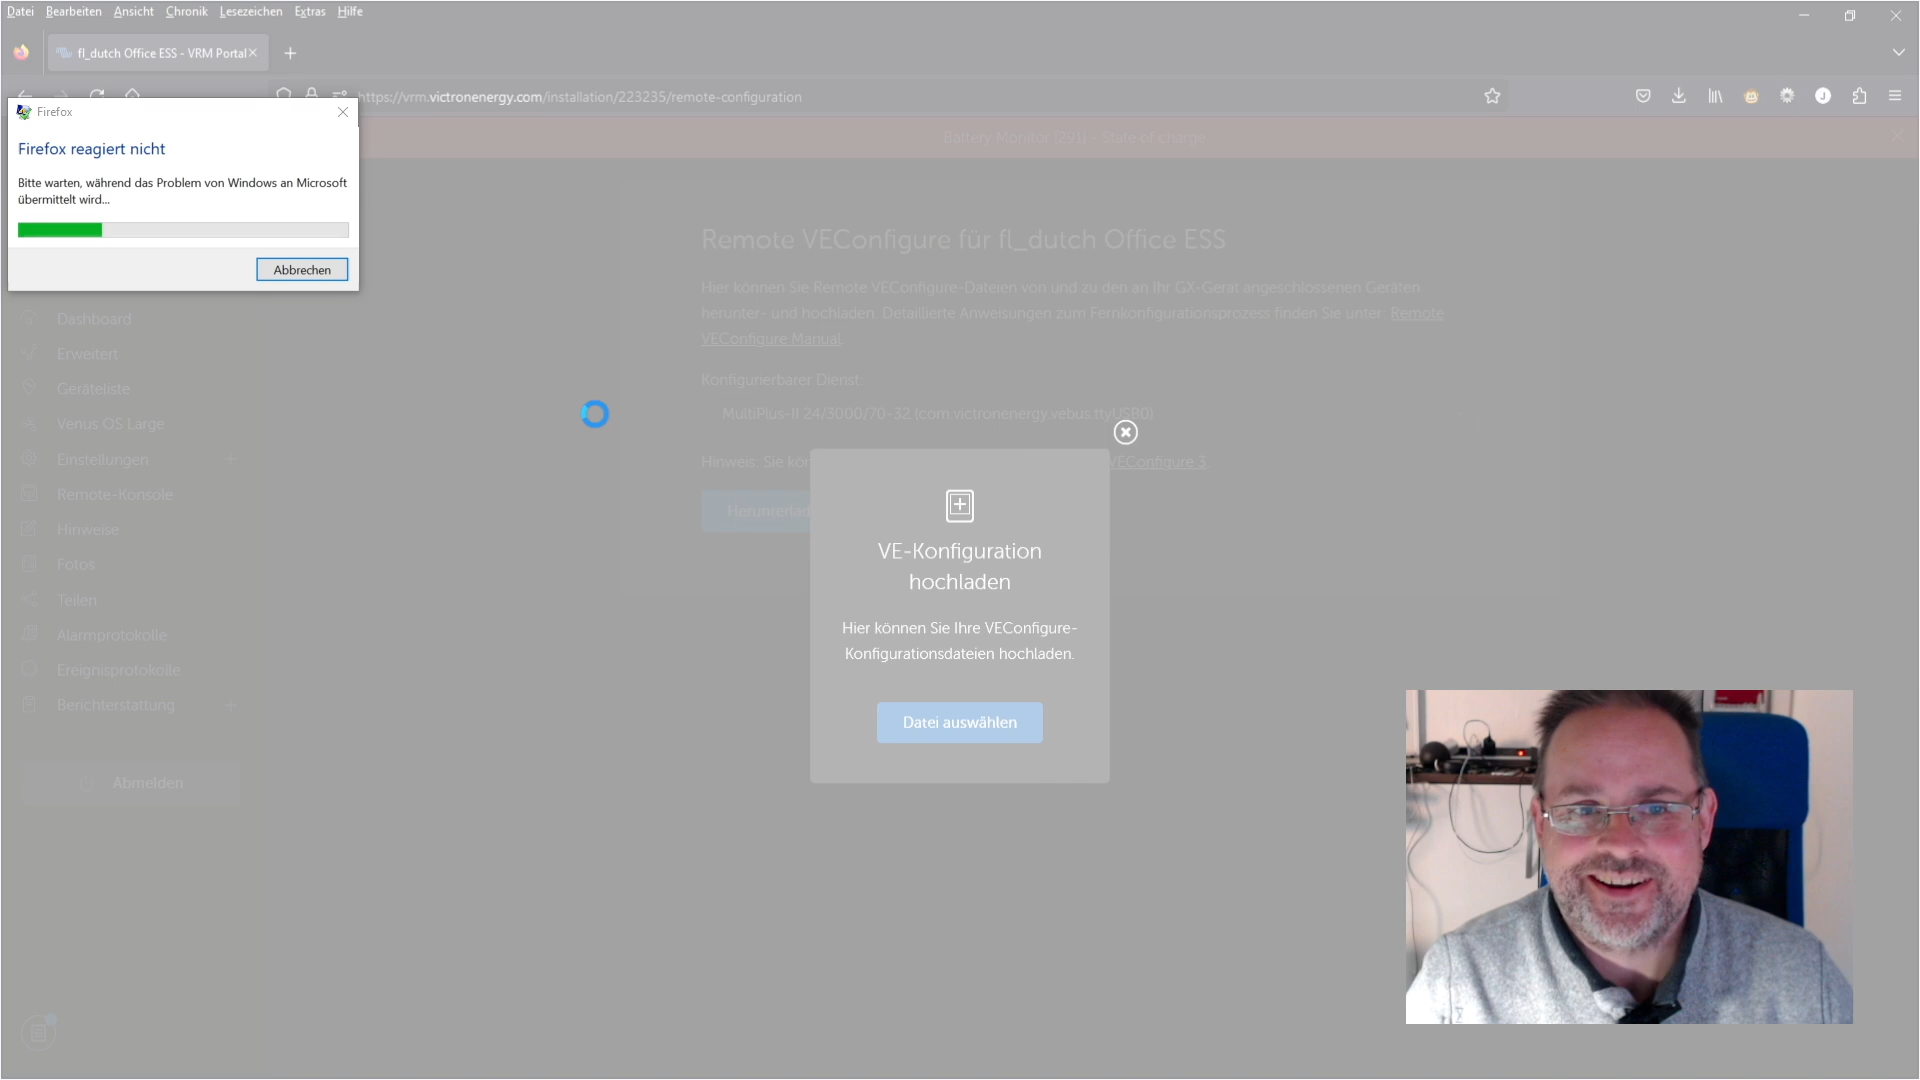 Datei Bearbeiten Ansicht Chronik Lesezeichen Extras Hilfe
fl_dutch Office ESS - VRM Portal
https://vrm.victronenergy.com/installation/223235/remote-configuration
Firefox
Firefox reagiert nicht
Bitte warten, während das Problem von Windows an Microsoft
übermittelt wird...
Abbrechen
Battery Monitor [291] - State of charge
Dashboard
Erweitert
Geräteliste
Venus OS Large
Einstellungen
Remote-Konsole
Hinweise
Fotos
Teilen
Alarmprotokolle
Ereignisprotokolle
Berichterstattung
Abmelden
Remote VEConfigure für fl_dutch Office ESS
Hier können Sie Remote VEConfigure-Dateien von und zu den an Ihr GX-Gerät angeschlossenen Geräten
herunter- und hochladen. Detaillierte Anweisungen zum Fernkonfigurationsprozess finden Sie unter: Remote
VEConfigure Manual.
Konfigurierbarer Dienst:
MultiPlus-II 24/3000/70-32 (com.victronenergy.vebus.ttyUSB0)
Hinweis: Sie kön VEConfigure 3
Herunterlad
VE-Konfiguration
hochladen
Hier können Sie Ihre VEConfigure-
Konfigurationsdateien hochladen.
Datei auswählen